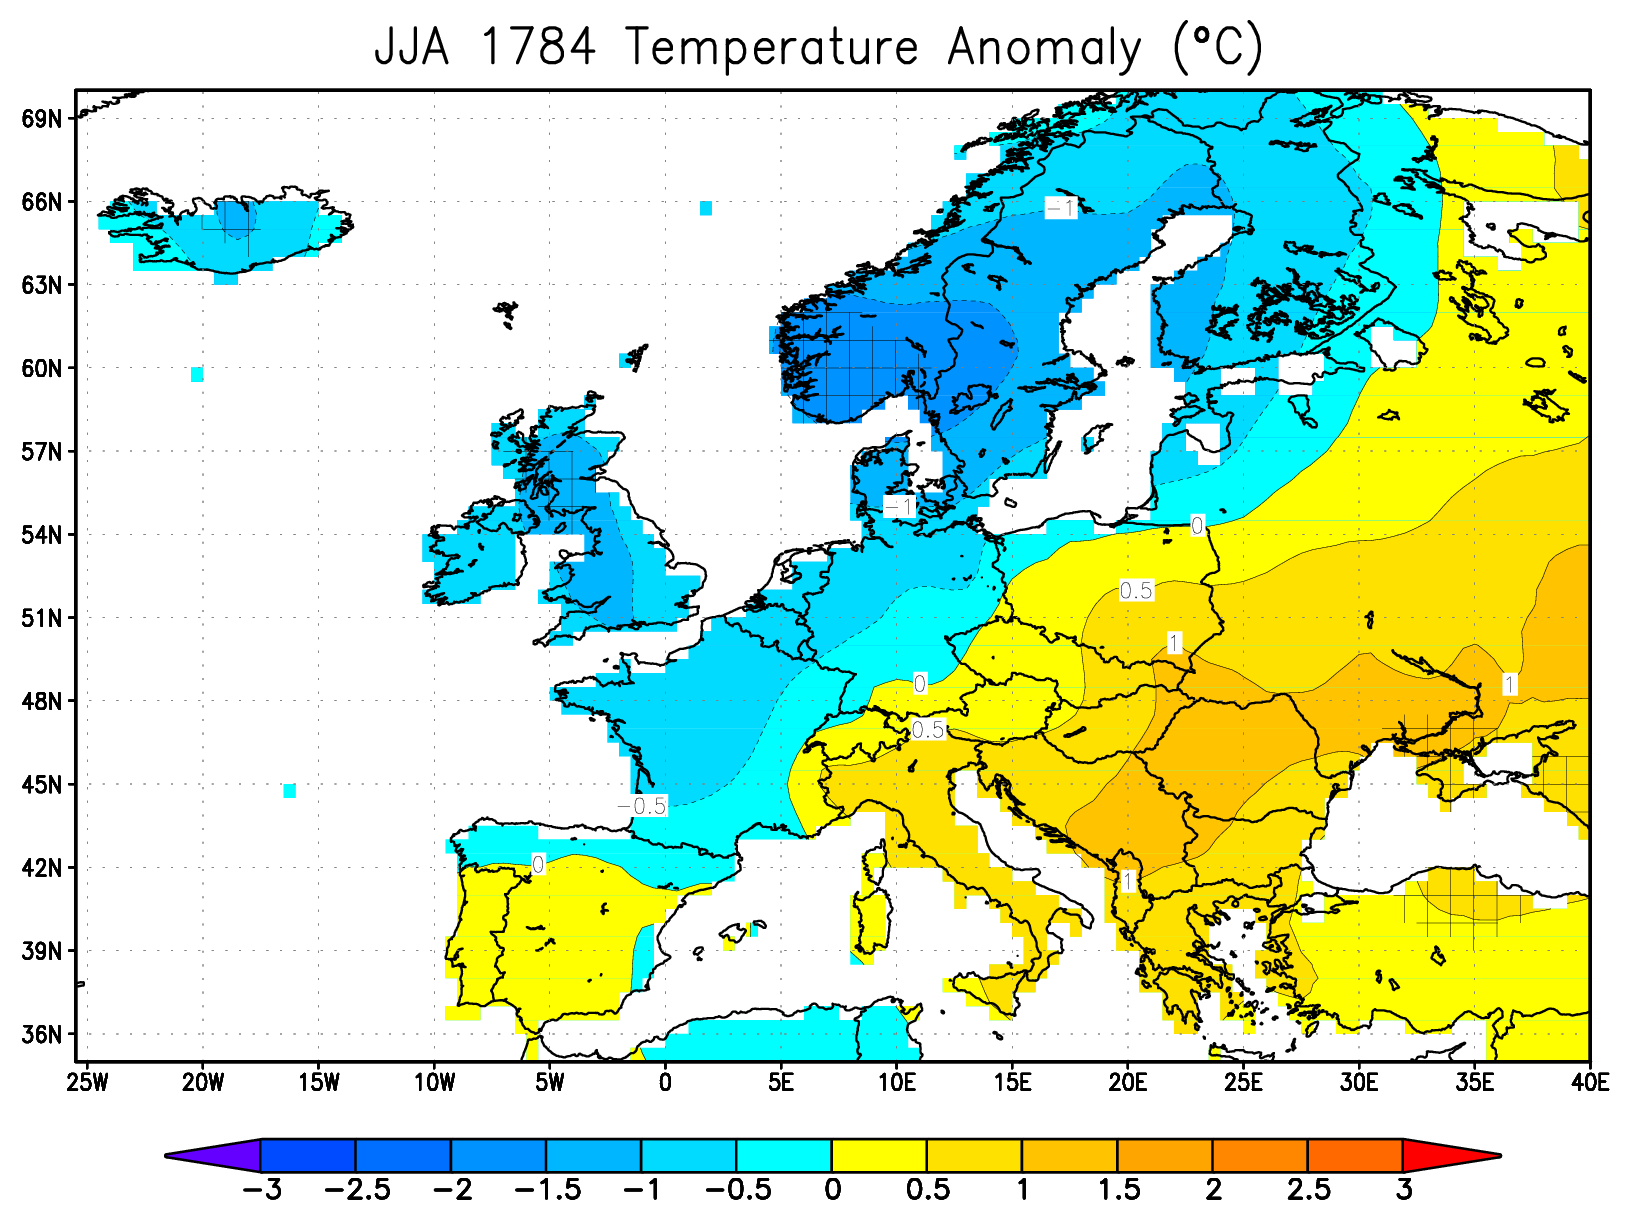 JJA 1784 Temperature Anomaly (°C)
69N
66N
-1
63N
60N
57N
-1
54N
0
0.5
51N
1
0
1
48N
0.5
45N
-0.5
42N
0
1
39N
36N
25W 20W 15W 10W 5W 0 5E 10E 15E 20E 25E 30E 35E 40E
-3 -2.5 -2 -1.5 -1 -0.5 0 0.5 1 1.5 2 2.5 3